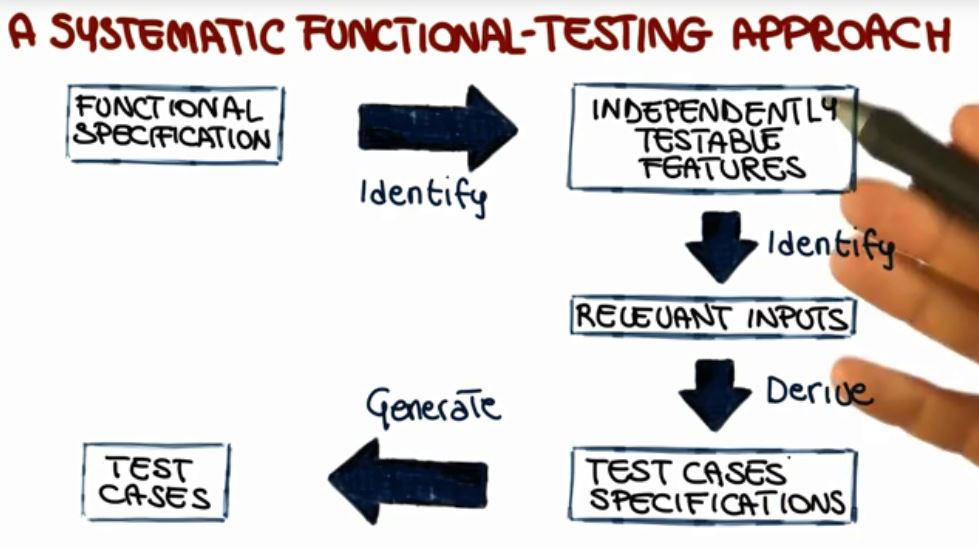 A SYSTEMATIC FUNCTIONAL-TESTING APPROACH
FUNCTIONAL
SPECIFICATION
Identify
INDEPENDENTLY
TESTABLE
FEATURES
Identify
RELEVANT INPUTS
Derive
TEST CASES
SPECIFICATIONS
Generate
TEST
CASES